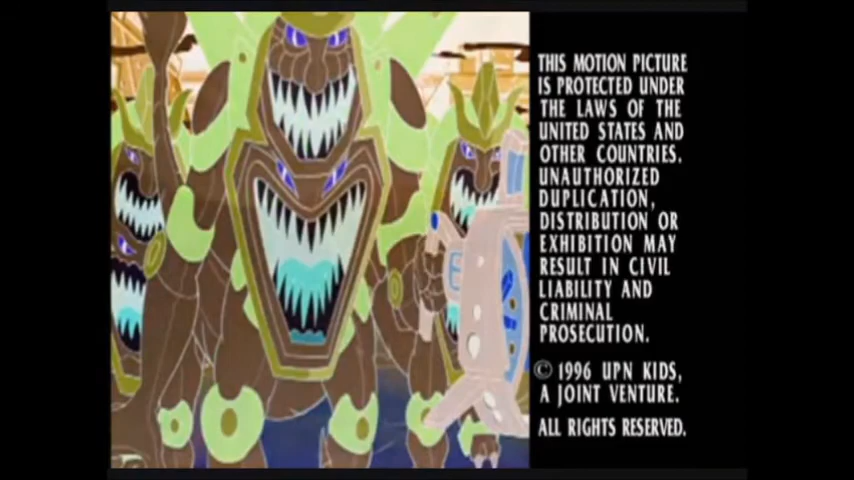 THIS MOTION PICTURE
IS PROTECTED UNDER
THE LAWS OF THE
UNITED STATES AND
OTHER COUNTRIES.
UNAUTHORIZED
DUPLICATION,
DISTRIBUTION OR
EXHIBITION MAY
RESULT IN CIVIL
LIABILITY AND
CRIMINAL
PROSECUTION.
© 1996 UPN KIDS,
A JOINT VENTURE.
ALL RIGHTS RESERVED.